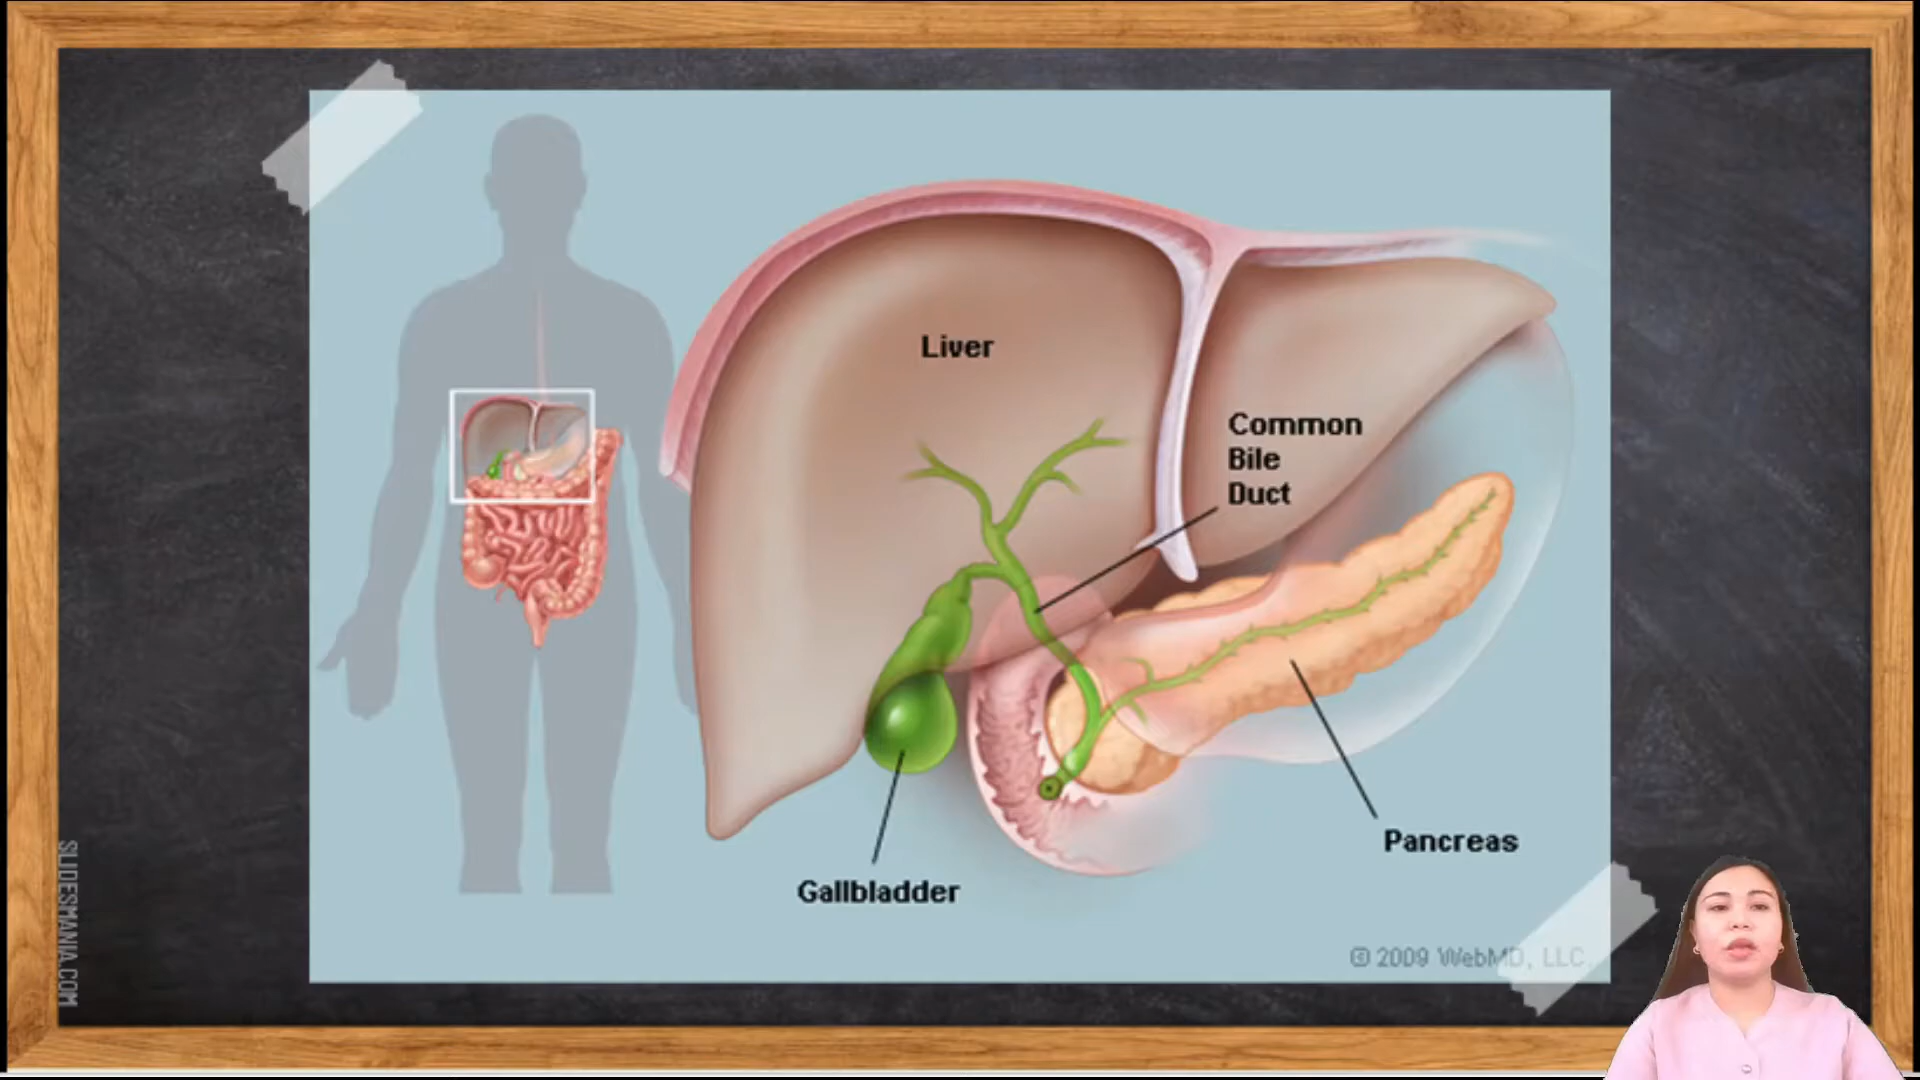 Liver
Common
Bile
Duct
Pancreas
Gallbladder
© 2009 WebMD, LLC.
SLIDESMANIA.COM